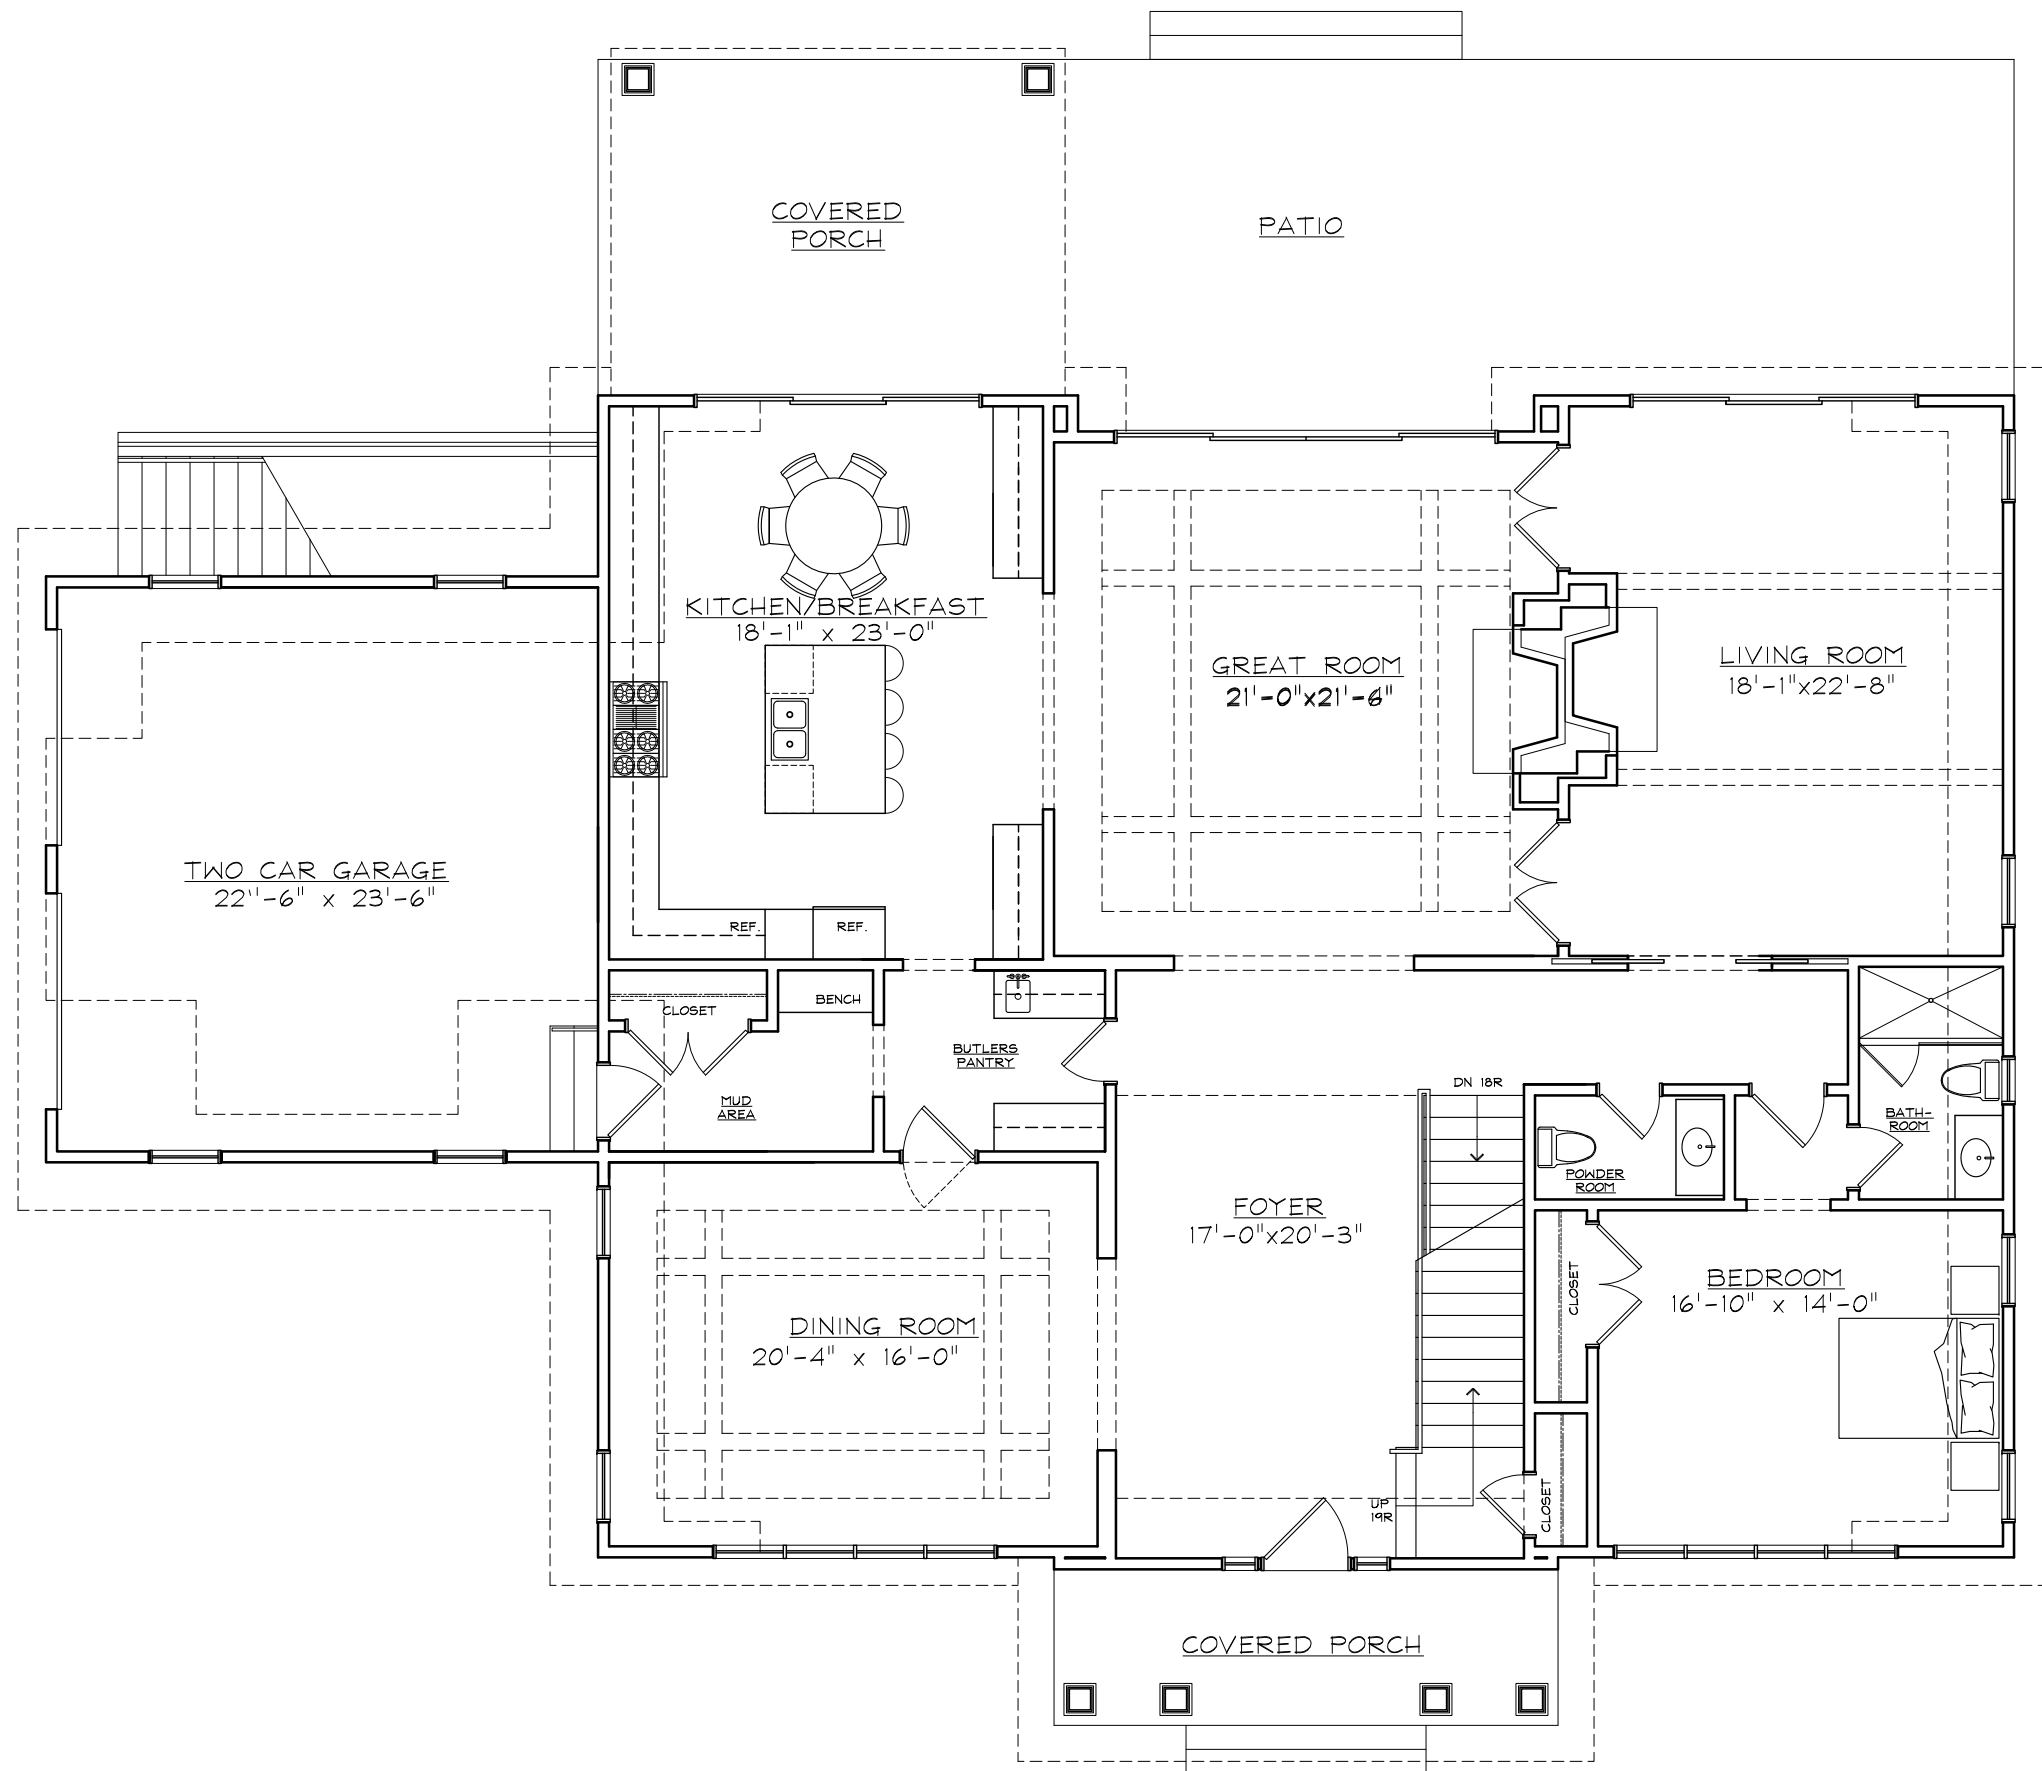 COVERED
PORCH
PATIO
KITCHEN/BREAKFAST
18'-1" x 23'-0"
GREAT ROOM
21'-0"x21'-6"
LIVING ROOM
18'-1"x22'-8"
TWO CAR GARAGE
22'-6" x 23'-6"
REF.
REF.
CLOSET
BENCH
BUTLERS
PANTRY
MUD
AREA
DN 18R
BATH-
ROOM
POWDER
ROOM
FOYER
17'-0"x20'-3"
CLOSET
BEDROOM
16'-10" x 14'-0"
DINING ROOM
20'-4" x 16'-0"
UP
19R
CLOSET
COVERED PORCH